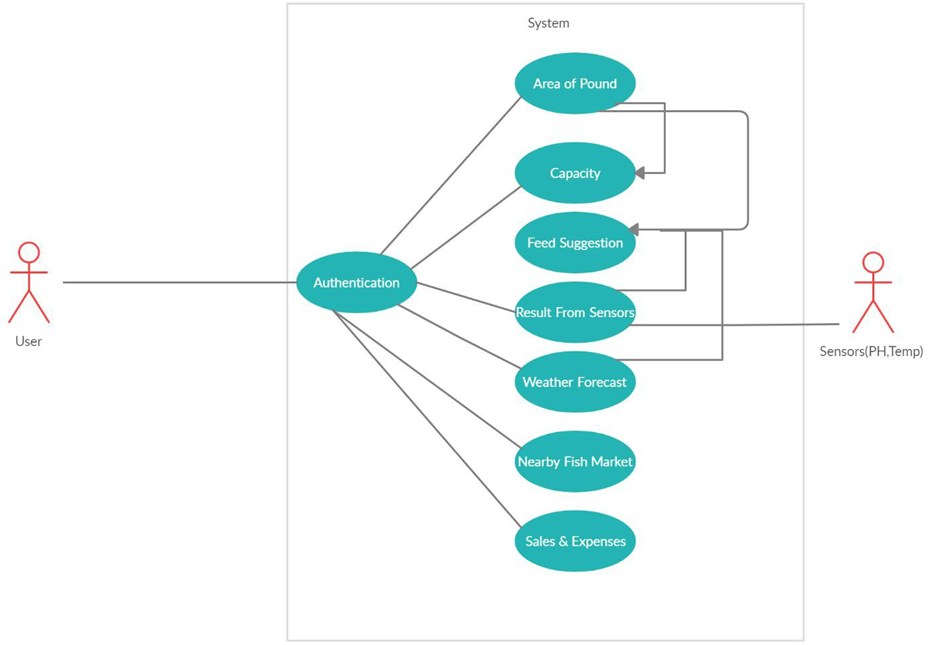 System
Area of Pound
Capacity
Feed Suggestion
Authentication
Result From Sensors
User
Sensors(PH,Temp)
Weather Forecast
Nearby Fish Market
Sales & Expenses